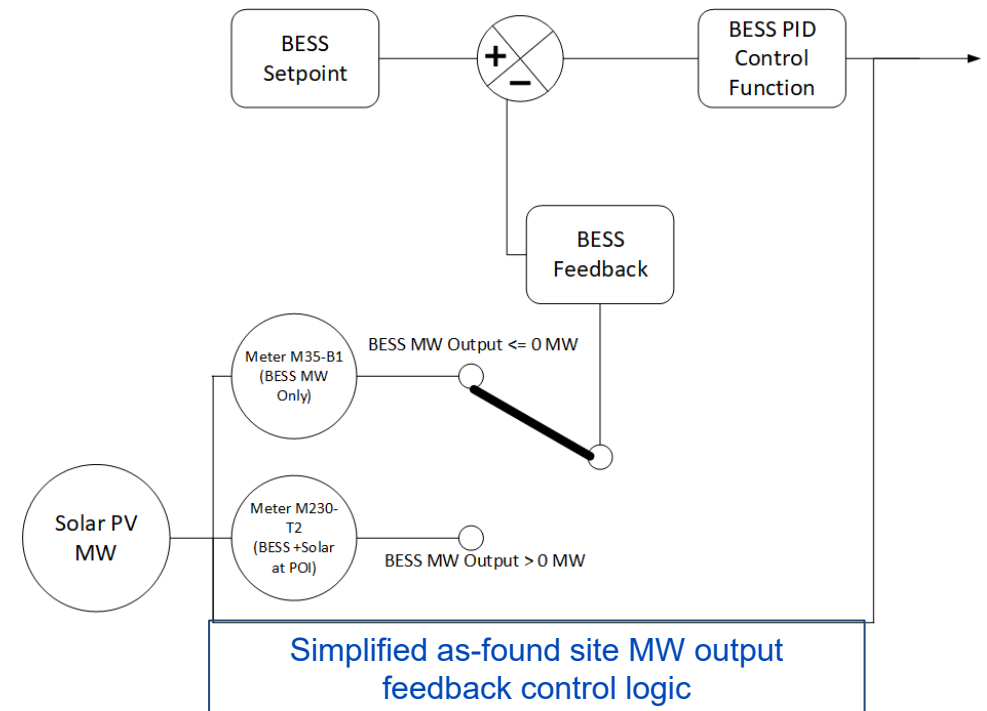 BESS
Setpoint
+
−
BESS PID
Control
Function
BESS
Feedback
BESS MW Output <= 0 MW
Meter M35-B1
(BESS MW
Only)
Solar PV
MW
Meter M230-
T2
(BESS +Solar
at POI)
BESS MW Output > 0 MW
Simplified as-found site MW output
feedback control logic